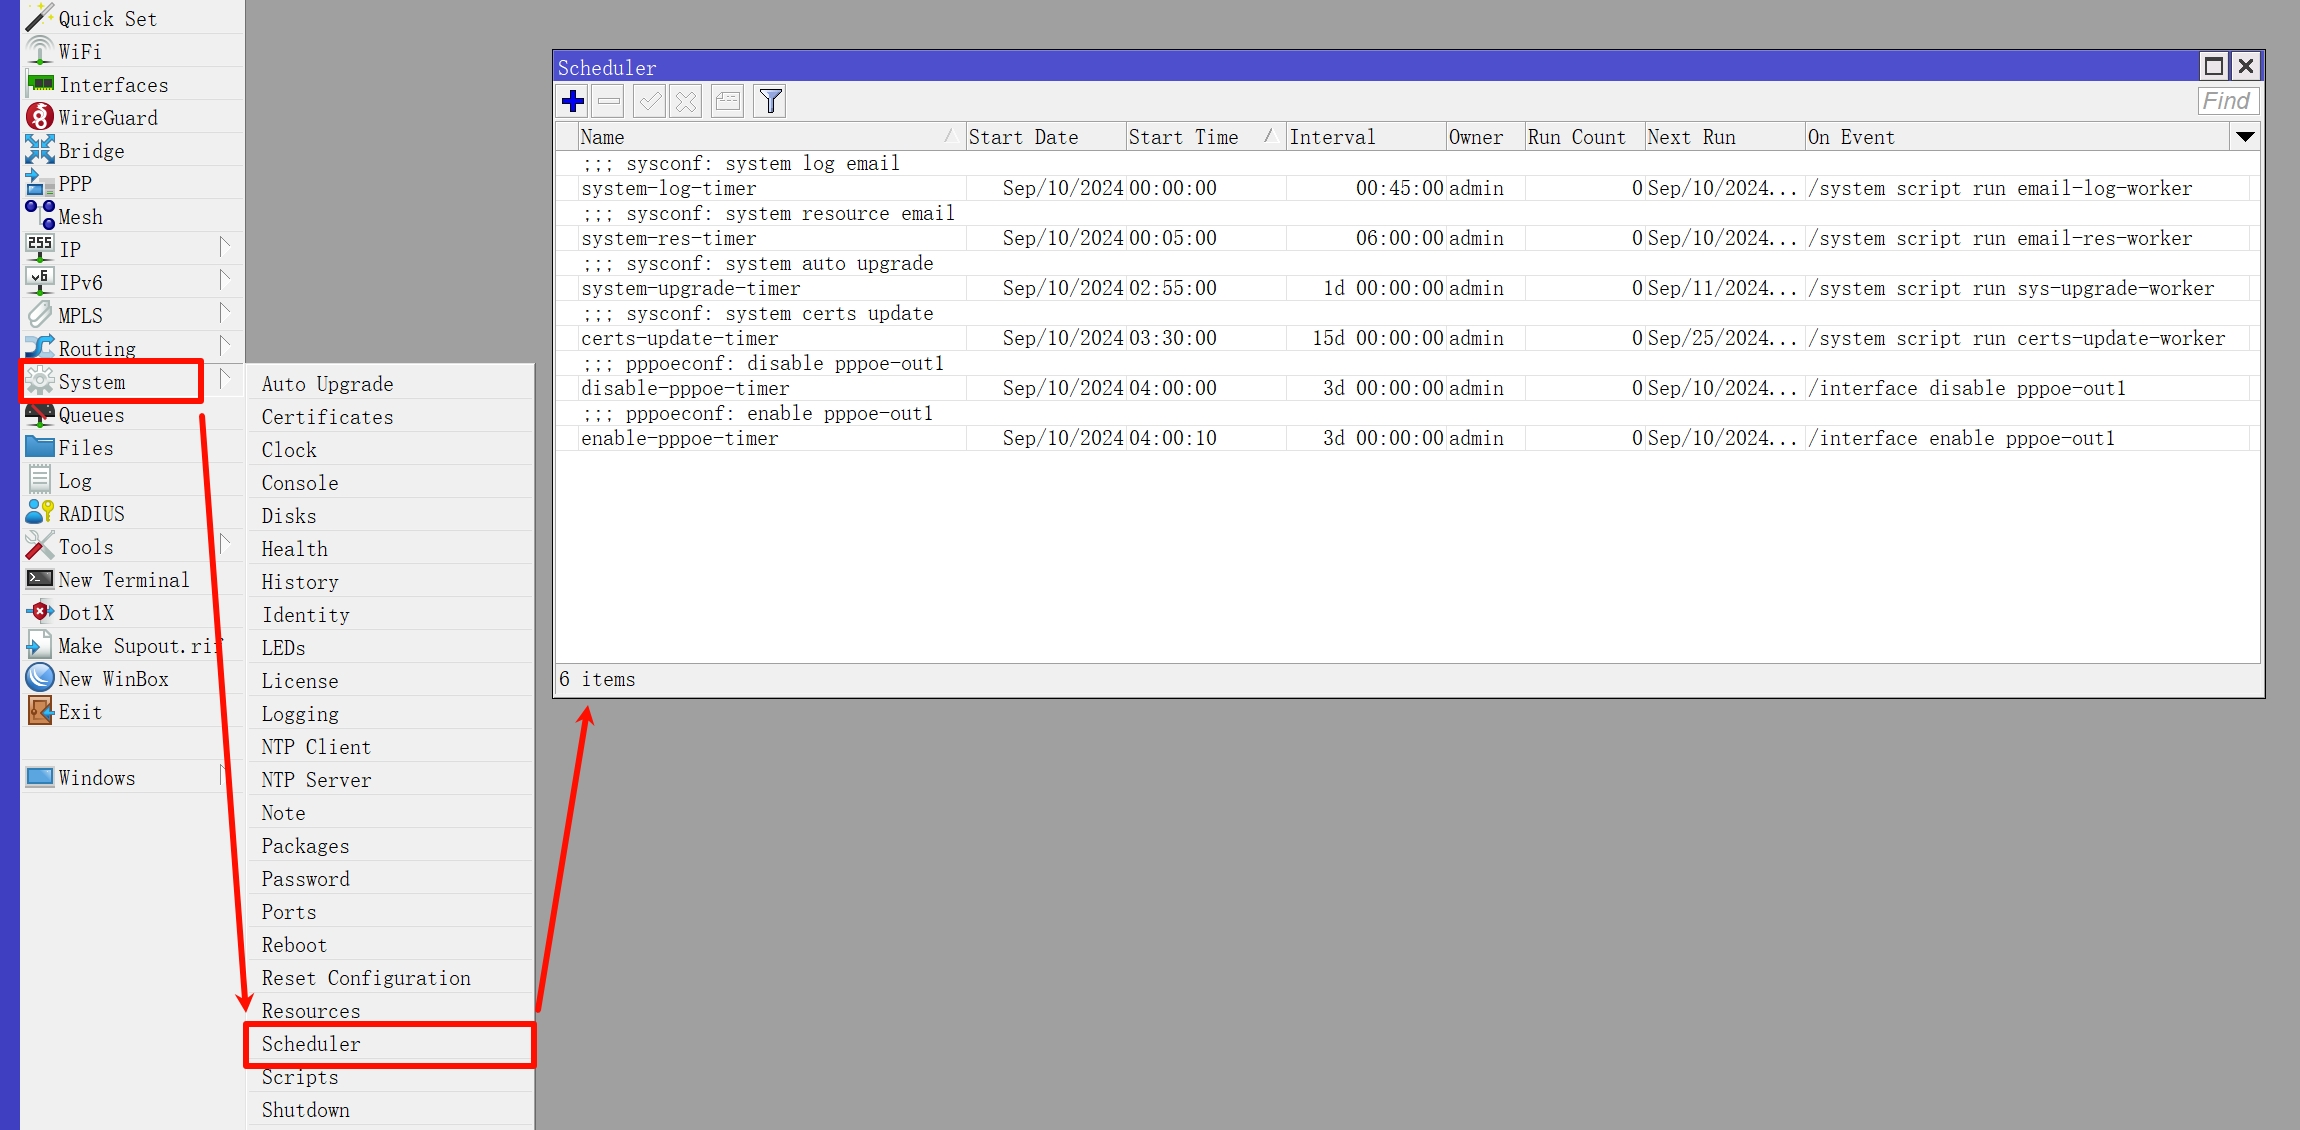 Quick Set
WiFi
Interfaces
WireGuard
Bridge
PPP
Mesh
255 IP
v6 IPv6
MPLS
Routing
System
Queues
Files
Log
RADIUS
Tools
New Terminal
Dot1X
Make Supout.rif
New WinBox
Exit
Windows
Auto Upgrade
Certificates
Clock
Console
Disks
Health
History
Identity
LEDs
License
Logging
NTP Client
NTP Server
Note
Packages
Password
Ports
Reboot
Reset Configuration
Resources
Scheduler
Scripts
Shutdown
Scheduler
Find
Name Start Date Start Time Interval Owner Run Count Next Run On Event
;;; sysconf: system log email
system-log-timer Sep/10/2024 00:00:00 00:45:00 admin 0 Sep/10/2024... /system script run email-log-worker
;;; sysconf: system resource email
system-res-timer Sep/10/2024 00:05:00 06:00:00 admin 0 Sep/10/2024... /system script run email-res-worker
;;; sysconf: system auto upgrade
system-upgrade-timer Sep/10/2024 02:55:00 1d 00:00:00 admin 0 Sep/11/2024... /system script run sys-upgrade-worker
;;; sysconf: system certs update
certs-update-timer Sep/10/2024 03:30:00 15d 00:00:00 admin 0 Sep/25/2024... /system script run certs-update-worker
;;; pppoeconf: disable pppoe-out1
disable-pppoe-timer Sep/10/2024 04:00:00 3d 00:00:00 admin 0 Sep/10/2024... /interface disable pppoe-out1
;;; pppoeconf: enable pppoe-out1
enable-pppoe-timer Sep/10/2024 04:00:10 3d 00:00:00 admin 0 Sep/10/2024... /interface enable pppoe-out1
6 items